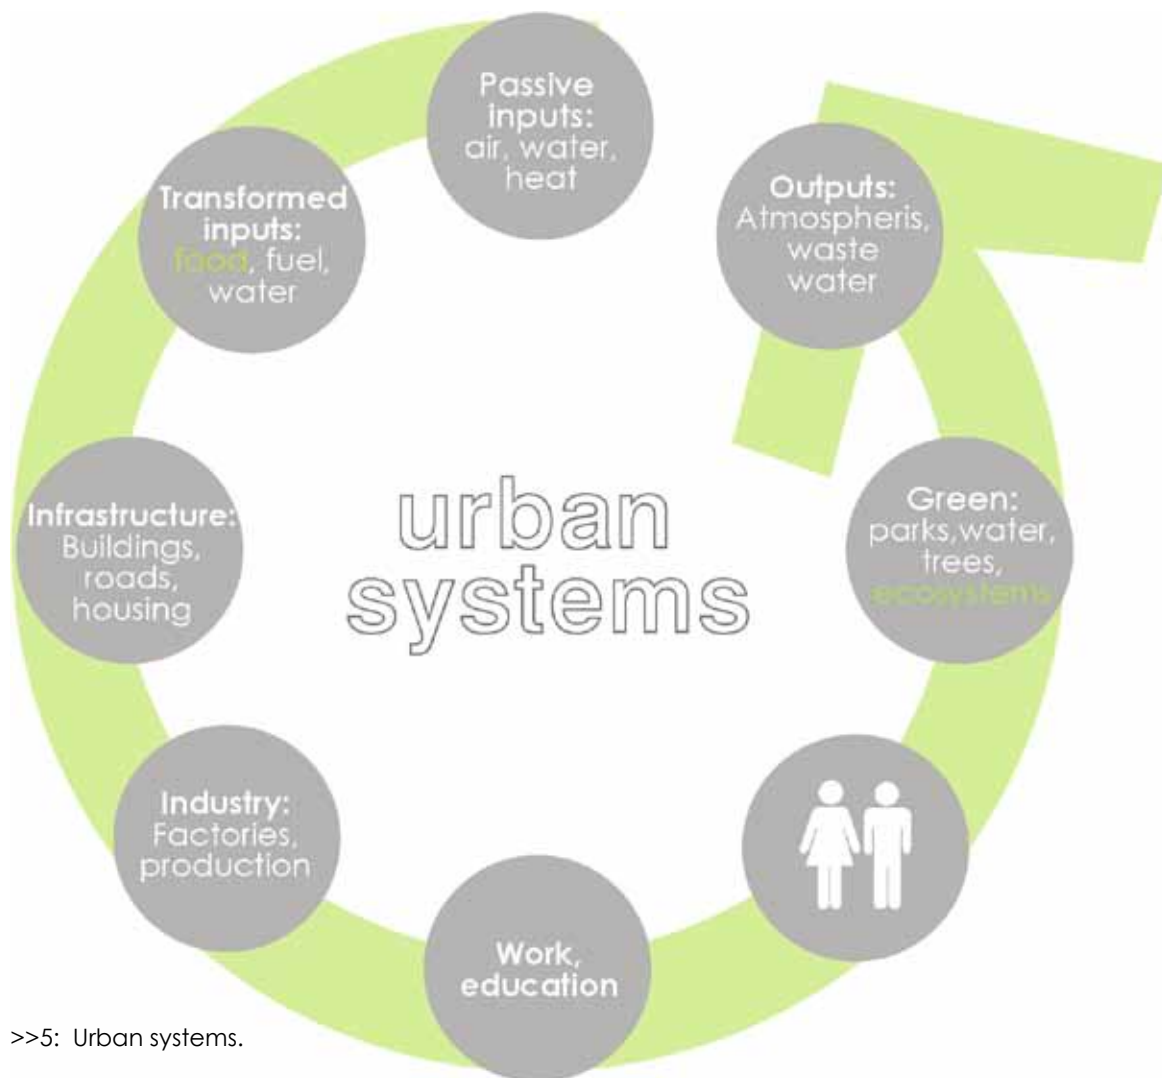 Passive
inputs:
air, water,
heat
Transformed
inputs:
food, fuel,
water
Infrastructure:
Buildings,
roads,
housing
Industry:
Factories,
production
Work,
education
Green:
parks,water,
trees,
ecosystems
Outputs:
Atmospheris,
waste
water
urban
systems
>>5: Urban systems.